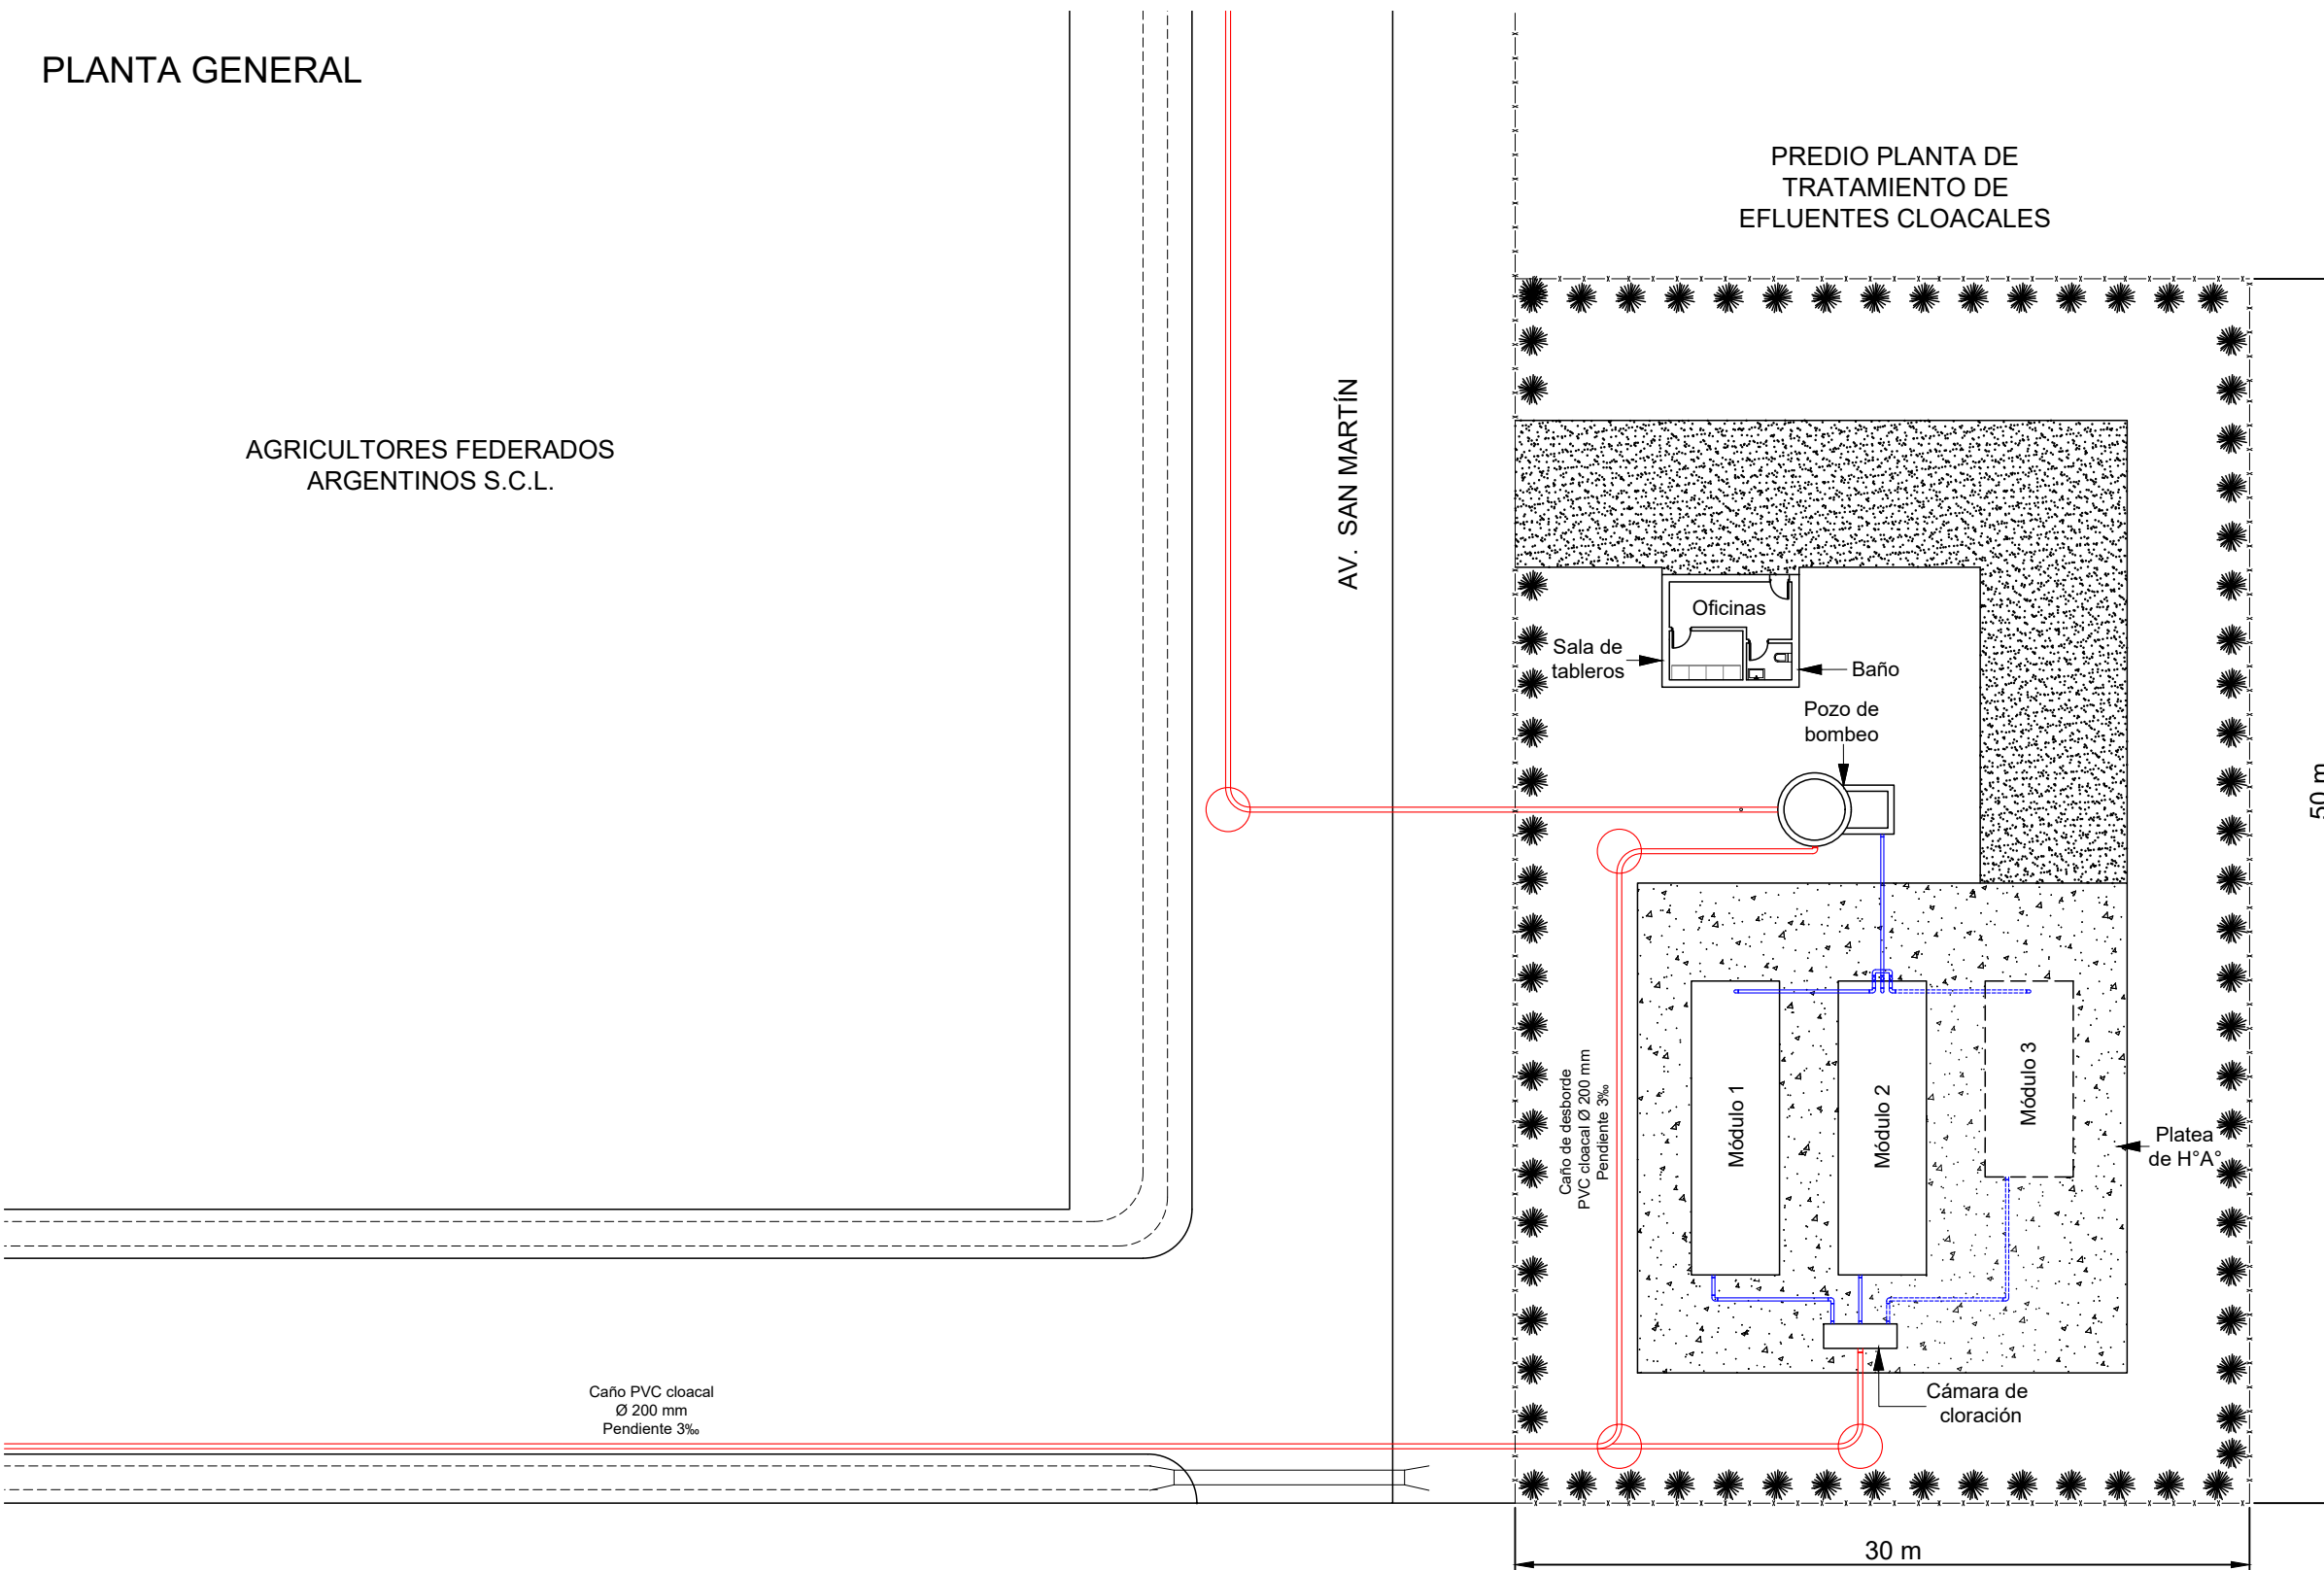 PLANTA GENERAL
PREDIO PLANTA DE
TRATAMIENTO DE
EFLUENTES CLOACALES
AGRICULTORES FEDERADOS
ARGENTINOS S.C.L.
AV. SAN MARTÍN
Oficinas
Sala de
tableros
Baño
Pozo de
bombeo
50 m
Caño de desborde
PVC cloacal Ø 200 mm
Pendiente 3‰
Módulo 1
Módulo 2
Módulo 3
Platea
de H°A°
Caño PVC cloacal
Ø 200 mm
Pendiente 3‰
Cámara de
cloración
30 m